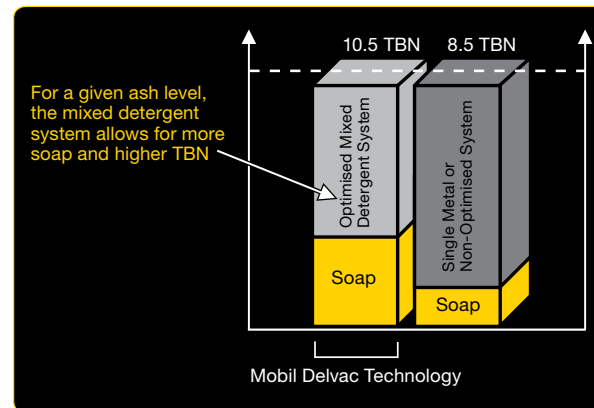 10.5 TBN
8.5 TBN
For a given ash level,
the mixed detergent
system allows for more
soap and higher TBN
Optimised Mixed
Detergent System
Single Metal or
Non-Optimised System
Soap
Soap
Mobil Delvac Technology